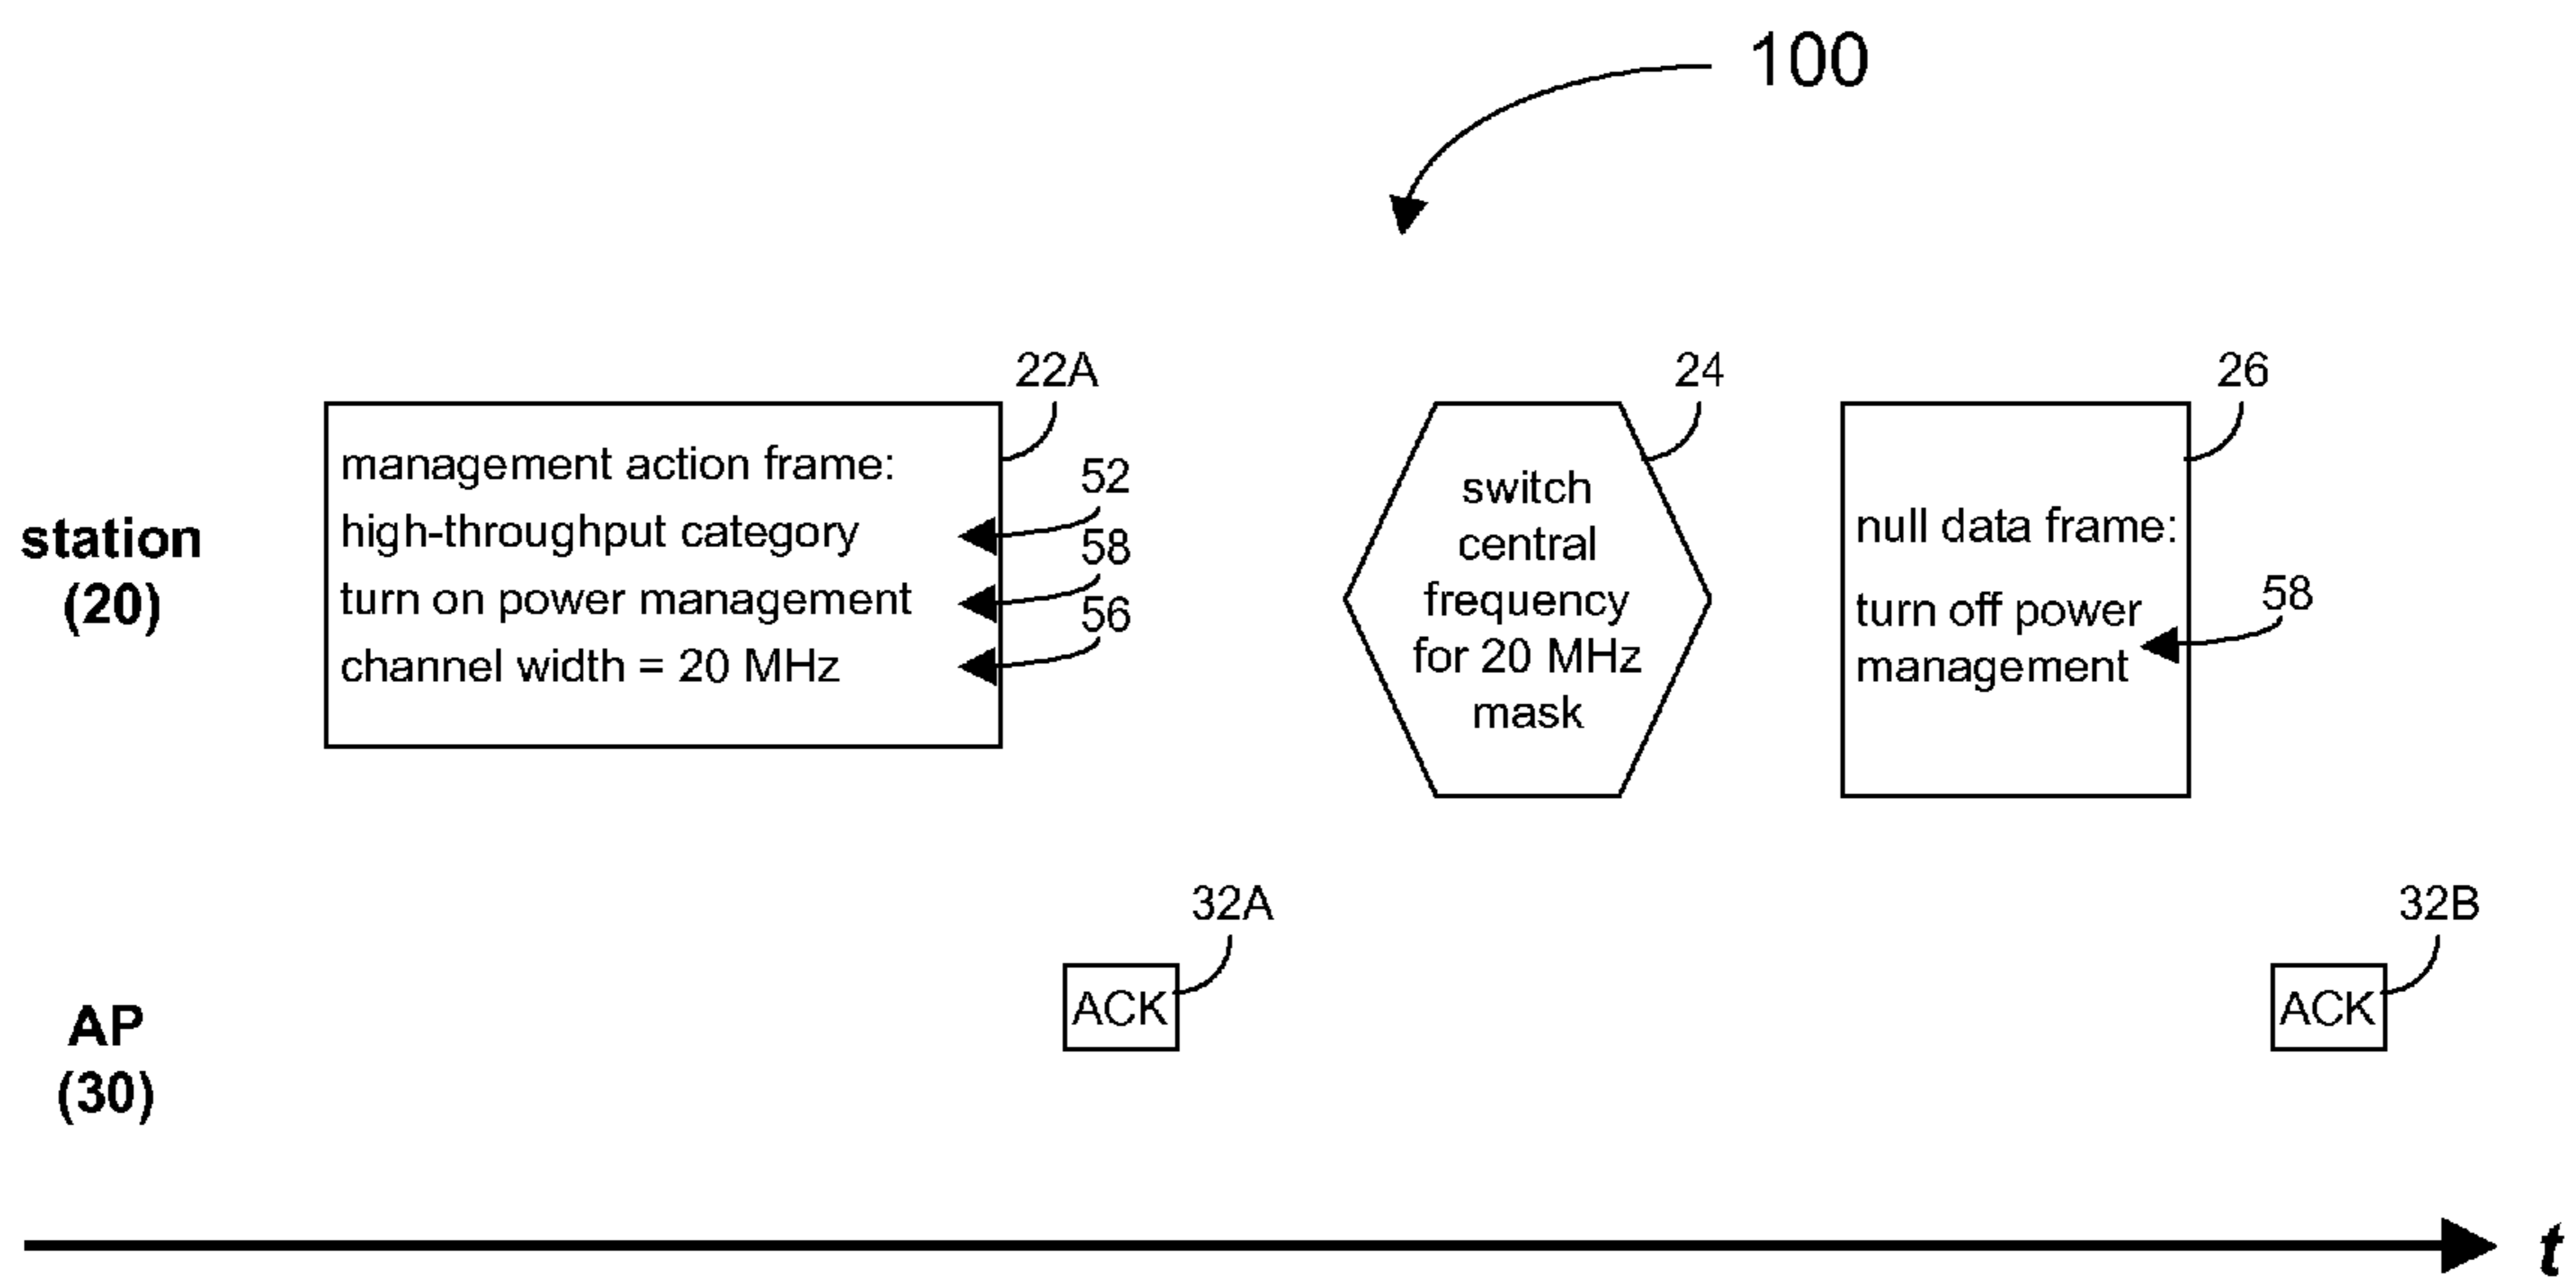 100
22A
24
26
management action frame:
52
high-throughput category
58
turn on power management
56
channel width = 20 MHz
station
(20)
switch
central
frequency
for 20 MHz
mask
null data frame:
turn off power
58
management
32A
32B
ACK
ACK
AP
(30)
t